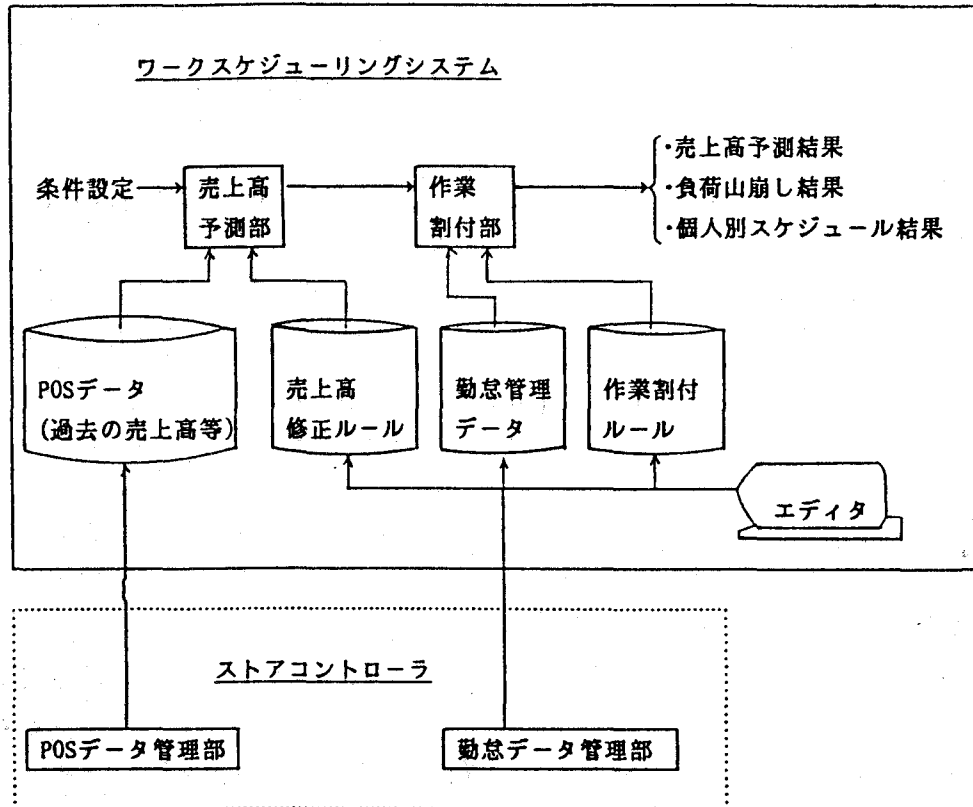 ワークスケジューリングシステム
条件設定
売上高
予測部
作業
割付部
・売上高予測結果
・負荷山崩し結果
・個人別スケジュール結果
POSデータ
(過去の売上高等)
売上高
修正ルール
勤怠管理
データ
作業割付
ルール
エディタ
ストアコントローラ
POSデータ管理部
勤怠データ管理部